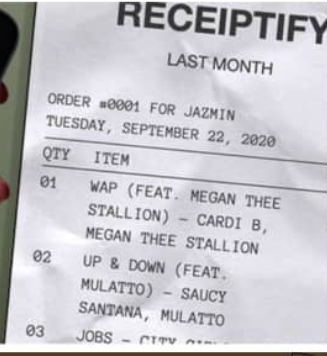 RECEIPTIFY
LAST MONTH
ORDER #0001 FOR JAZMIN
TUESDAY, SEPTEMBER 22, 2020
QTY ITEM
01 WAP (FEAT. MEGAN THEE
STALLION) - CARDI B,
MEGAN THEE STALLION
02 UP & DOWN (FEAT.
MULATTO) - SAUCY
SANTANA, MULATTO
03 JOBS - CITY GIRLS